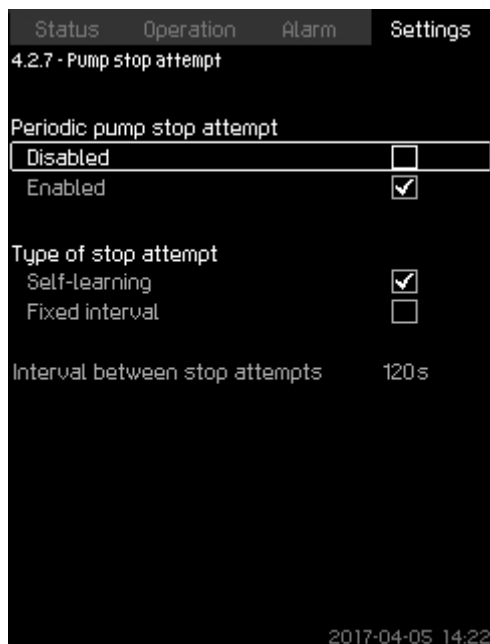 Status Operation Alarm Settings
4.2.7 - Pump stop attempt
Periodic pump stop attempt
Disabled
Enabled
Type of stop attempt
Self-learning
Fixed interval
Interval between stop attempts 120s
2017-04-05 14:22